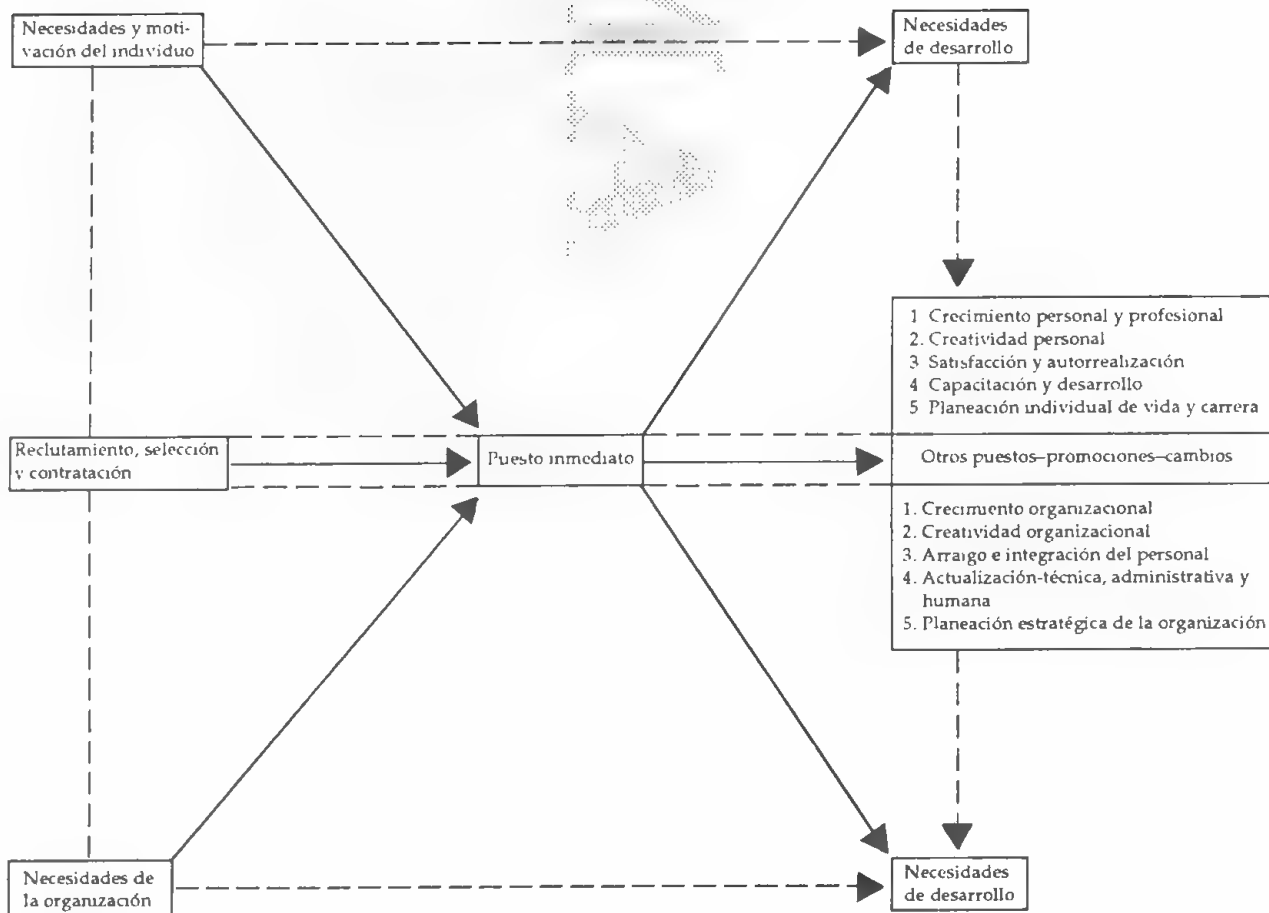 Necesidades y moti-
vación del individuo
Necesidades
de desarrollo
1 Crecimiento personal y profesional
2. Creatividad personal
3 Satisfacción y autorrealización
4 Capacitación y desarrollo
5 Planeación individual de vida y carrera
Reclutamiento, selección
y contratación
Puesto inmediato
Otros puestos–promociones–cambios
1. Crecimiento organizacional
2. Creatividad organizacional
3. Arraigo e integración del personal
4. Actualización-técnica, administrativa y
humana
5. Planeación estratégica de la organización
Necesidades de
la organización
Necesidades
de desarrollo